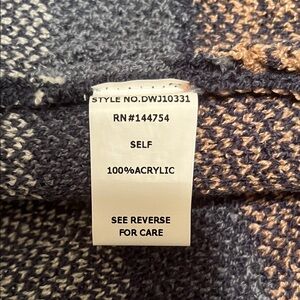 STYLE NO.DWJ10331
RN#144754
SELF
100%ACRYLIC
SEE REVERSE
FOR CARE